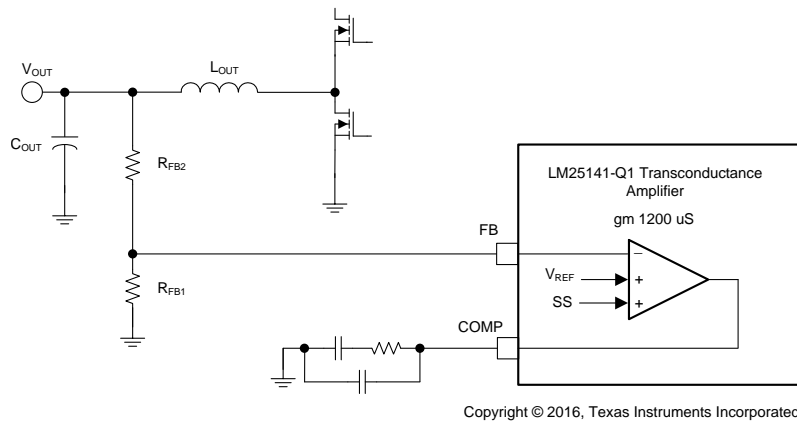 VOUT
LOUT
COUT
RFB2
LM25141-Q1 Transconductance
Amplifier
gm 1200 uS
FB
−
VREF
+
SS
+
RFB1
COMP
Copyright © 2016, Texas Instruments Incorporated